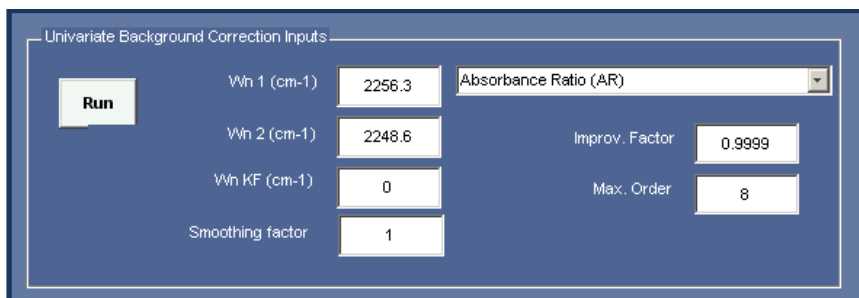 Univariate Background Correction Inputs
Run
Wn 1 (cm-1)
2256.3
Absorbance Ratio (AR)
Wn 2 (cm-1)
2248.6
Improv. Factor
0.9999
Wn KF (cm-1)
0
Max. Order
8
Smoothing factor
1